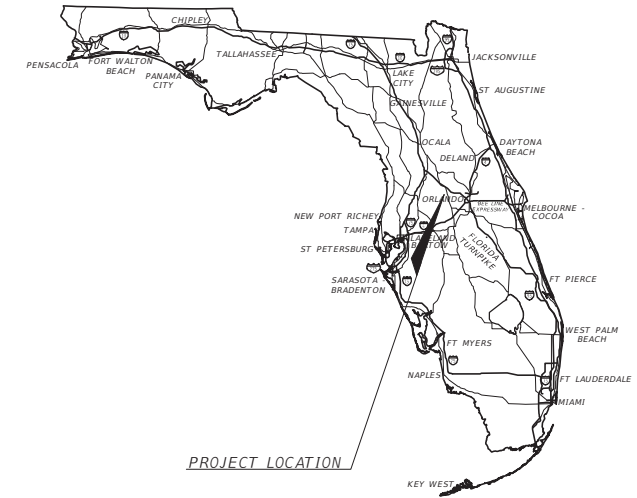 CHIPLEY
PENSACOLA
FORT WALTON
BEACH
PANAMA
CITY
TALLAHASSEE
JACKSONVILLE
LAKE
CITY
ST AUGUSTINE
GAINESVILLE
OCALA
DAYTONA
BEACH
DELAND
ORLANDO
BEE LINE
EXPRESSWAY
MELBOURNE -
COCOA
NEW PORT RICHEY
TAMPA
LAKELAND
BARTOW
ST PETERSBURG
FLORIDA
TURNPIKE
SARASOTA -
BRADENTON
FT PIERCE
WEST PALM
BEACH
FT MYERS
NAPLES
FT LAUDERDALE
MIAMI
PROJECT LOCATION
KEY WEST